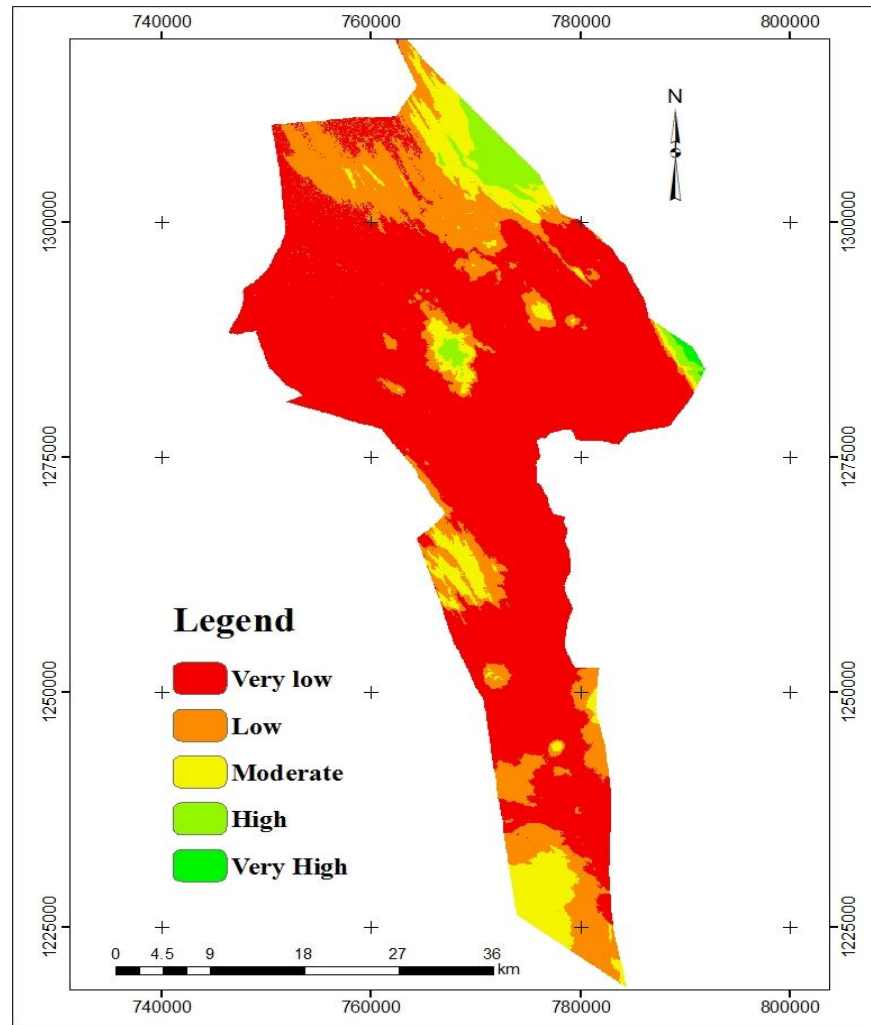 740000 760000 780000 800000
N
1300000 1300000
1275000 1275000
Legend
Very low
1250000 1250000
Low
Moderate
High
Very High
1225000 1225000
0 4.5 9 18 27 36
km
740000 760000 780000 800000